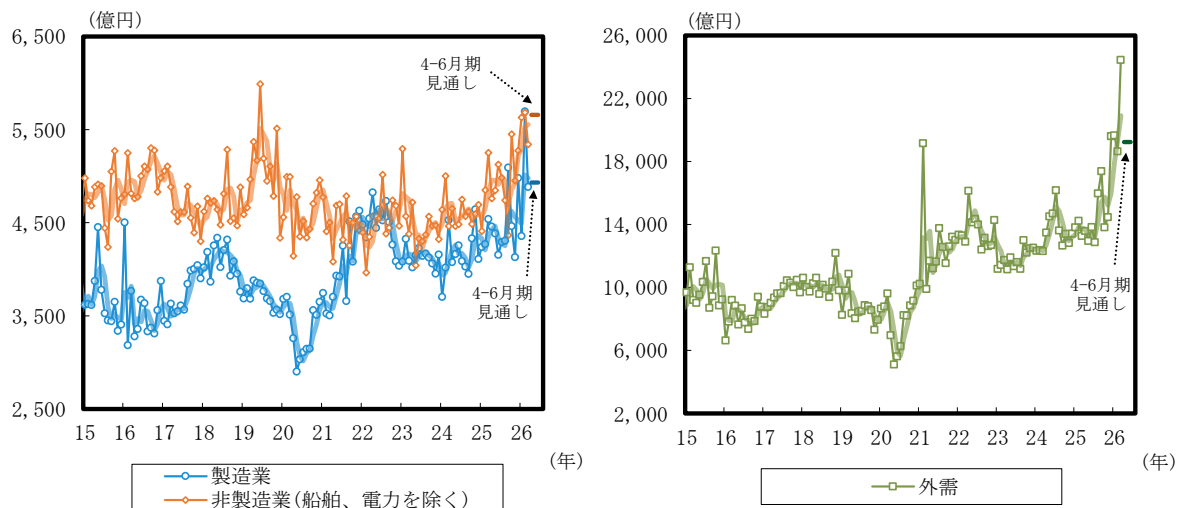 (億円)
6,500
5,500
4,500
3,500
2,500
4-6月期
見通し
4-6月期
見通し
15 16 17 18 19 20 21 22 23 24 25 26
(年)
製造業
非製造業(船舶、電力を除く)
(億円)
26,000
22,000
18,000
14,000
10,000
6,000
2,000
4-6月期
見通し
15 16 17 18 19 20 21 22 23 24 25 26
(年)
外需